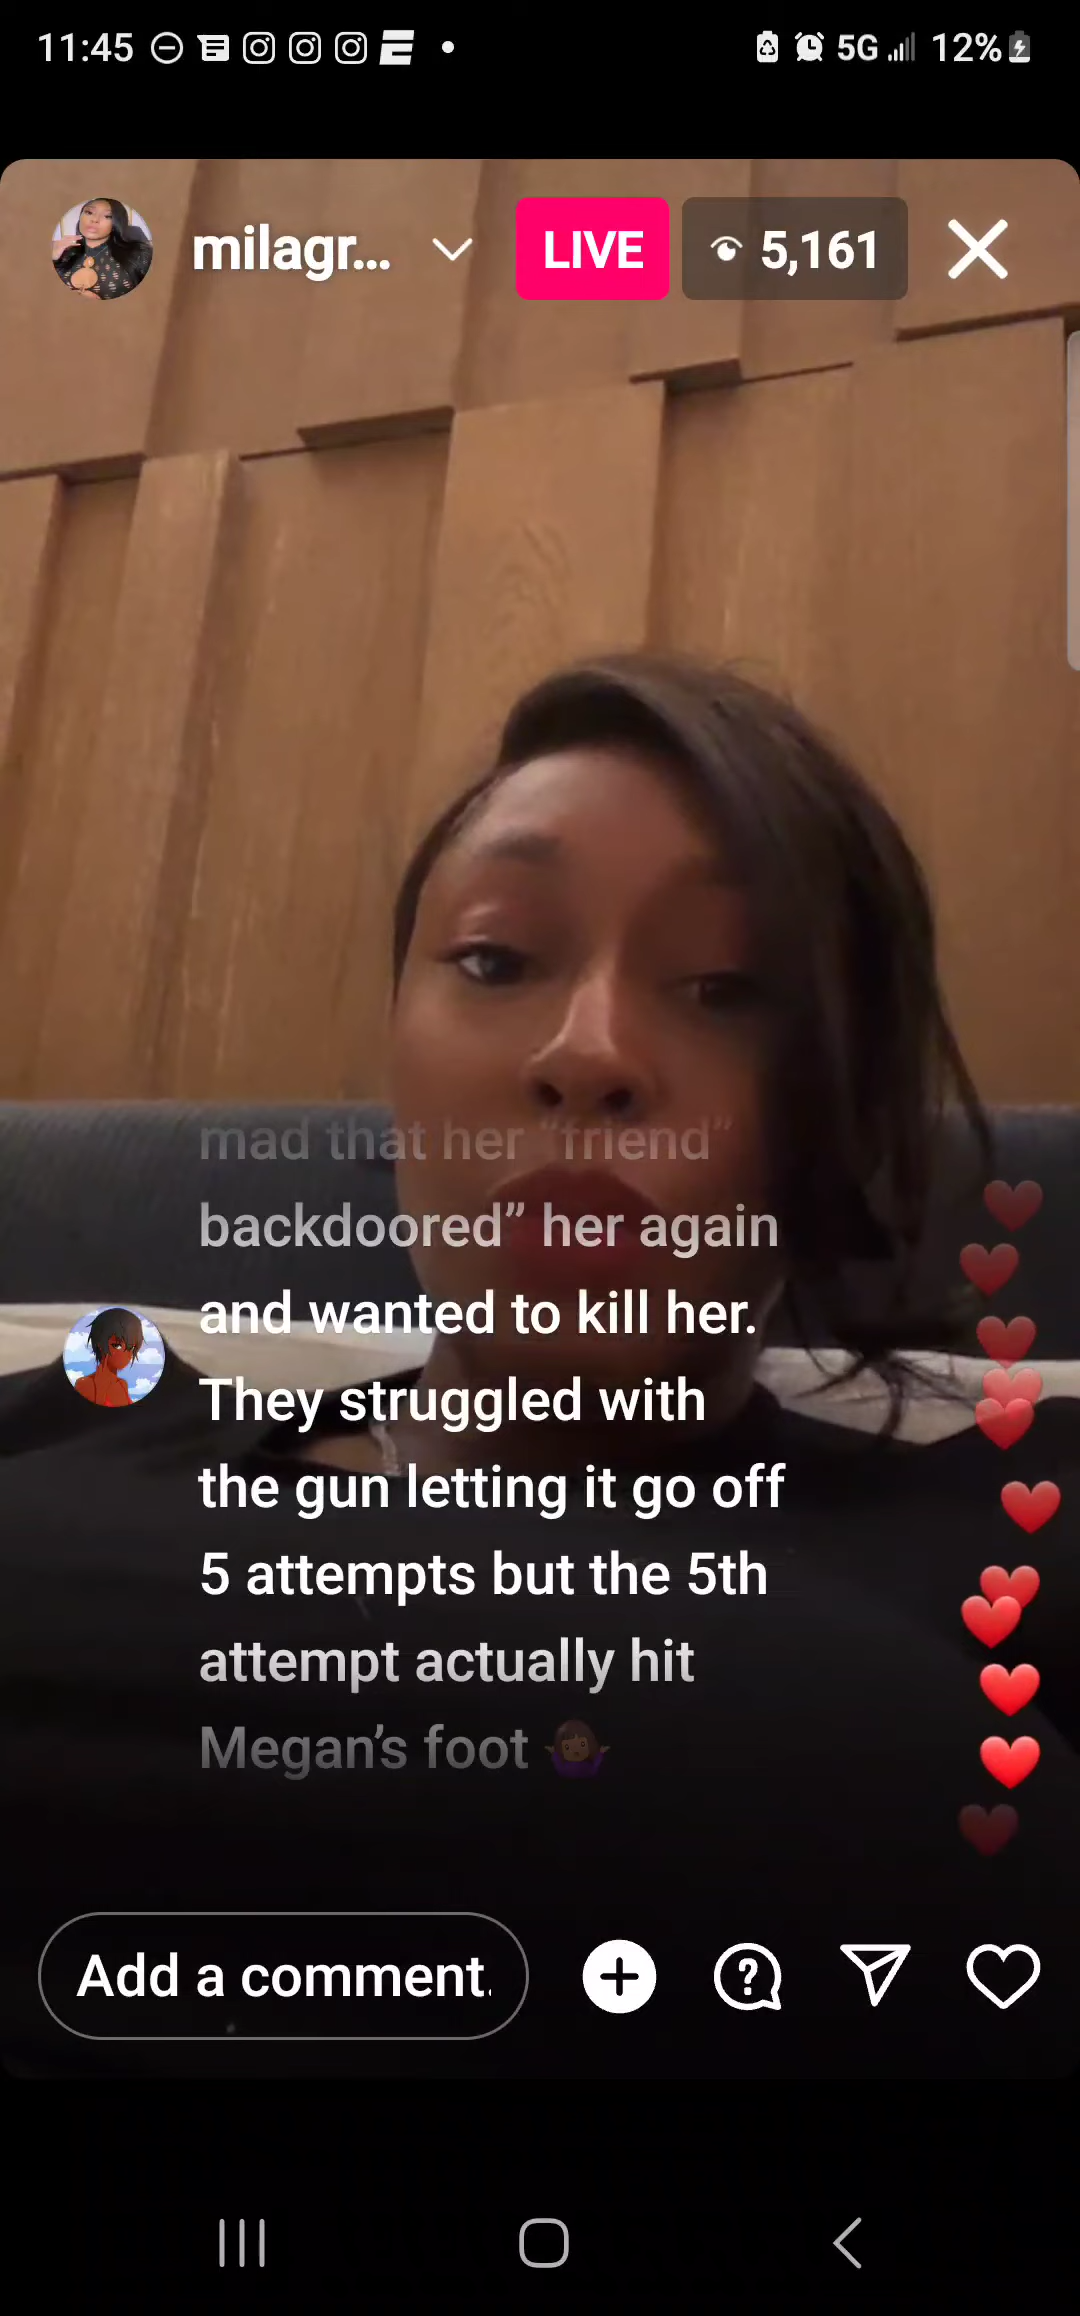 11:45
5G
12%
milagr...
LIVE
5,161
mad that her “friend”
backdoored” her again
and wanted to kill her.
They struggled with
the gun letting it go off
5 attempts but the 5th
attempt actually hit
Megan’s foot 🤷🏾‍♀️
Add a comment.